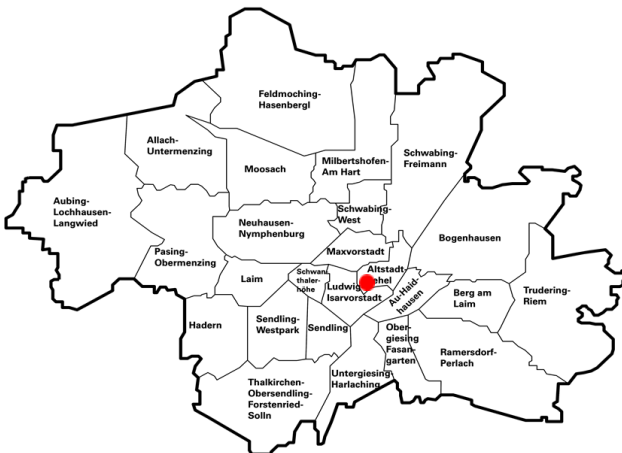 Feldmoching-
Hasenbergl
Allach-
Untermenzing
Moosach
Milbertshofen-
Am Hart
Schwabing-
Freimann
Aubing-
Lochhausen-
Langwied
Pasing-
Obermenzing
Neuhausen-
Nymphenburg
Schwabing-
West
Bogenhausen
Maxvorstadt
Laim
Schwan
thaler-
höhe
Ludwig
Isarvorstadt
Altstadt-
ehel
Au-Haid-
hausen
Berg am
Laim
Trudering-
Riem
Hadern
Sendling-
Westpark
Sendling
Ober-
giesing
Fasan-
garten
Ramersdorf-
Perlach
Untergiesing-
Harlaching
Thalkirchen-
Obersendling-
Forstenried-
Solln